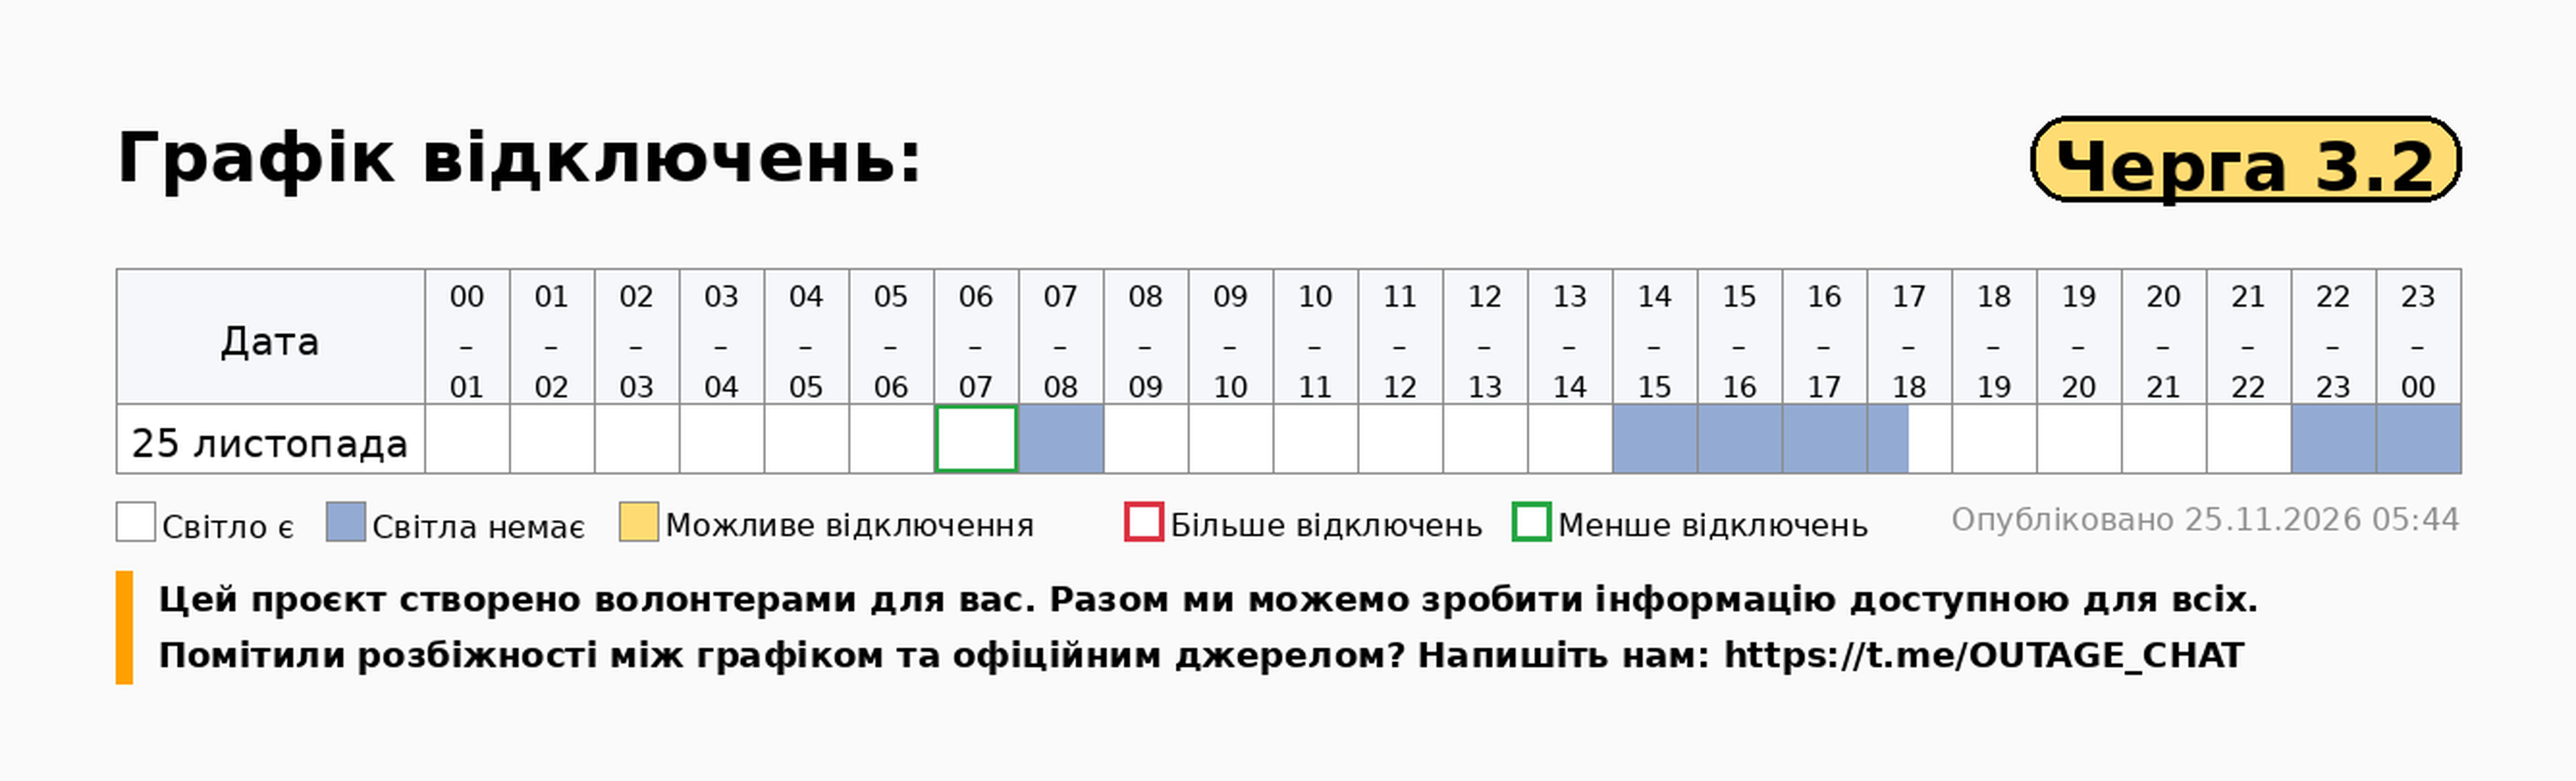 Графік відключень:
Черга 3.2
Дата 00–01 01–02 02–03 03–04 04–05 05–06 06–07 07–08 08–09 09–10 10–11 11–12 12–13 13–14 14–15 15–16 16–17 17–18 18–19 19–20 20–21 21–22 22–23 23–00
25 листопада
Світло є Світла немає Можливе відключення Більше відключень Менше відключень Опубліковано 25.11.2026 05:44
Цей проєкт створено волонтерами для вас. Разом ми можемо зробити інформацію доступною для всіх.
Помітили розбіжності між графіком та офіційним джерелом? Напишіть нам: https://t.me/OUTAGE_CHAT